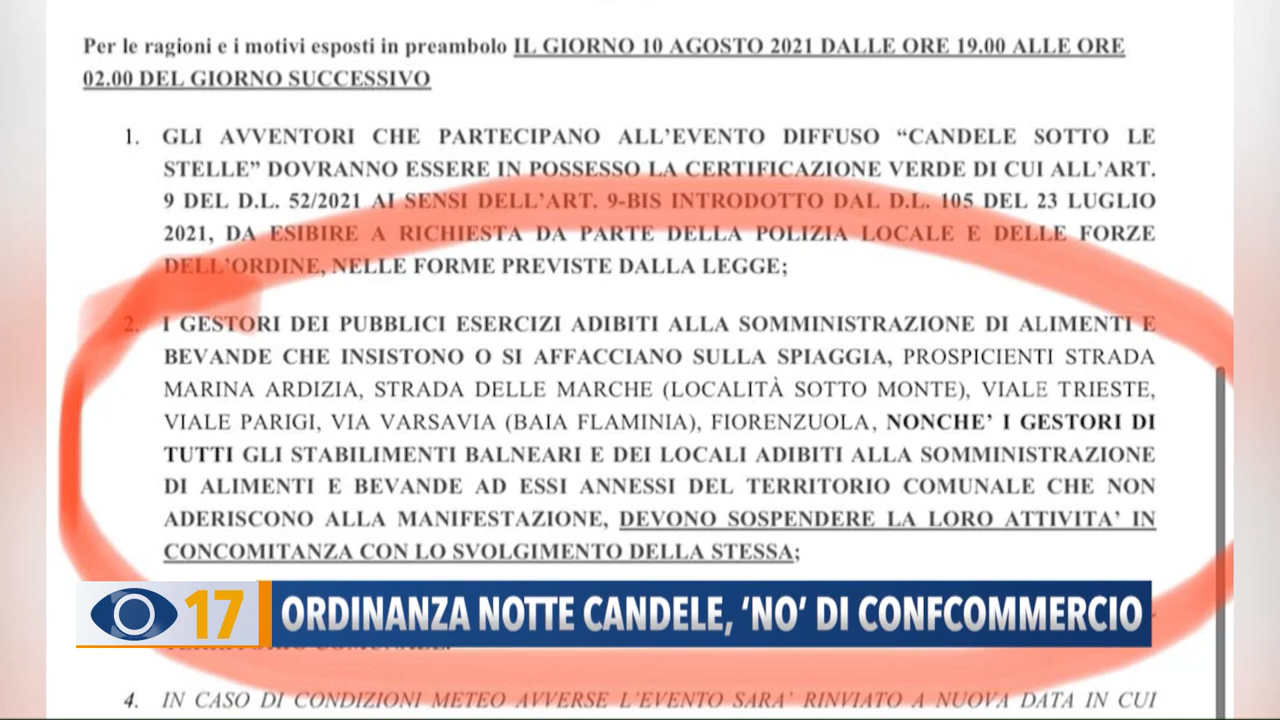 Per le ragioni e i motivi esposti in preambolo IL GIORNO 10 AGOSTO 2021 DALLE ORE 19.00 ALLE ORE
02.00 DEL GIORNO SUCCESSIVO
1. GLI AVVENTORI CHE PARTECIPANO ALL'EVENTO DIFFUSO “CANDELE SOTTO LE
STELLE” DOVRANNO ESSERE IN POSSESSO LA CERTIFICAZIONE VERDE DI CUI ALL'ART.
9 DEL D.L. 52/2021 AI SENSI DELL'ART. 9-BIS INTRODOTTO DAL D.L. 105 DEL 23 LUGLIO
2021, DA ESIBIRE A RICHIESTA DA PARTE DELLA POLIZIA LOCALE E DELLE FORZE
DELL'ORDINE, NELLE FORME PREVISTE DALLA LEGGE;
2. I GESTORI DEI PUBBLICI ESERCIZI ADIBITI ALLA SOMMINISTRAZIONE DI ALIMENTI E
BEVANDE CHE INSISTONO O SI AFFACCIANO SULLA SPIAGGIA, PROSPICIENTI STRADA
MARINA ARDIZIA, STRADA DELLE MARCHE (LOCALITÀ SOTTO MONTE), VIALE TRIESTE,
VIALE PARIGI, VIA VARSAVIA (BAIA FLAMINIA), FIORENZUOLA, NONCHE' I GESTORI DI
TUTTI GLI STABILIMENTI BALNEARI E DEI LOCALI ADIBITI ALLA SOMMINISTRAZIONE
DI ALIMENTI E BEVANDE AD ESSI ANNESSI DEL TERRITORIO COMUNALE CHE NON
ADERISCONO ALLA MANIFESTAZIONE, DEVONO SOSPENDERE LA LORO ATTIVITA' IN
CONCOMITANZA CON LO SVOLGIMENTO DELLA STESSA;
17 ORDINANZA NOTTE CANDELE, ‘NO’ DI CONFCOMMERCIO
4. IN CASO DI CONDIZIONI METEO AVVERSE L'EVENTO SARA' RINVIATO A NUOVA DATA IN CUI